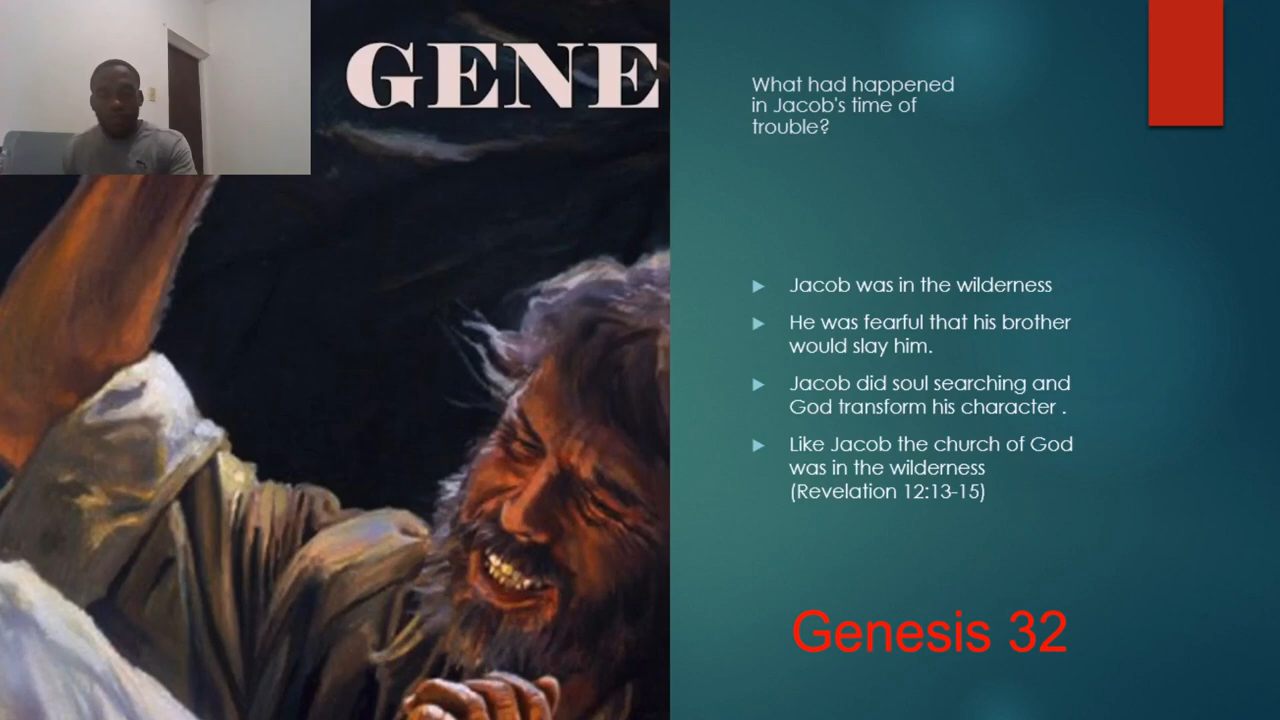 GENE
What had happened
in Jacob's time of
trouble?
Jacob was in the wilderness
He was fearful that his brother
would slay him.
Jacob did soul searching and
God transform his character .
Like Jacob the church of God
was in the wilderness
(Revelation 12:13-15)
Genesis 32